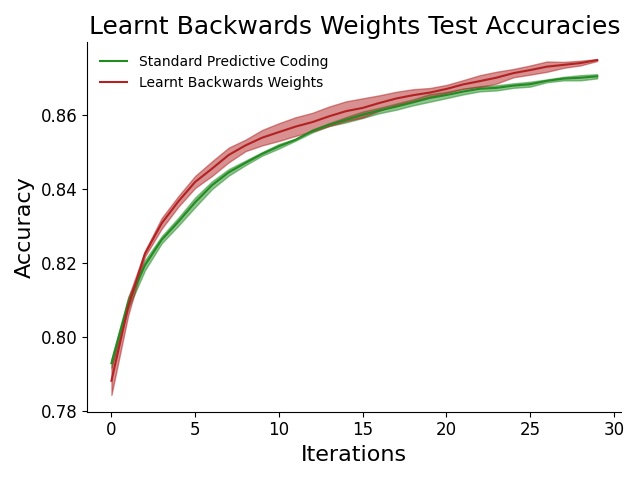 Learnt Backwards Weights Test Accuracies
Standard Predictive Coding
Learnt Backwards Weights
Accuracy
0.86
0.84
0.82
0.80
0.78
0 5 10 15 20 25 30
Iterations